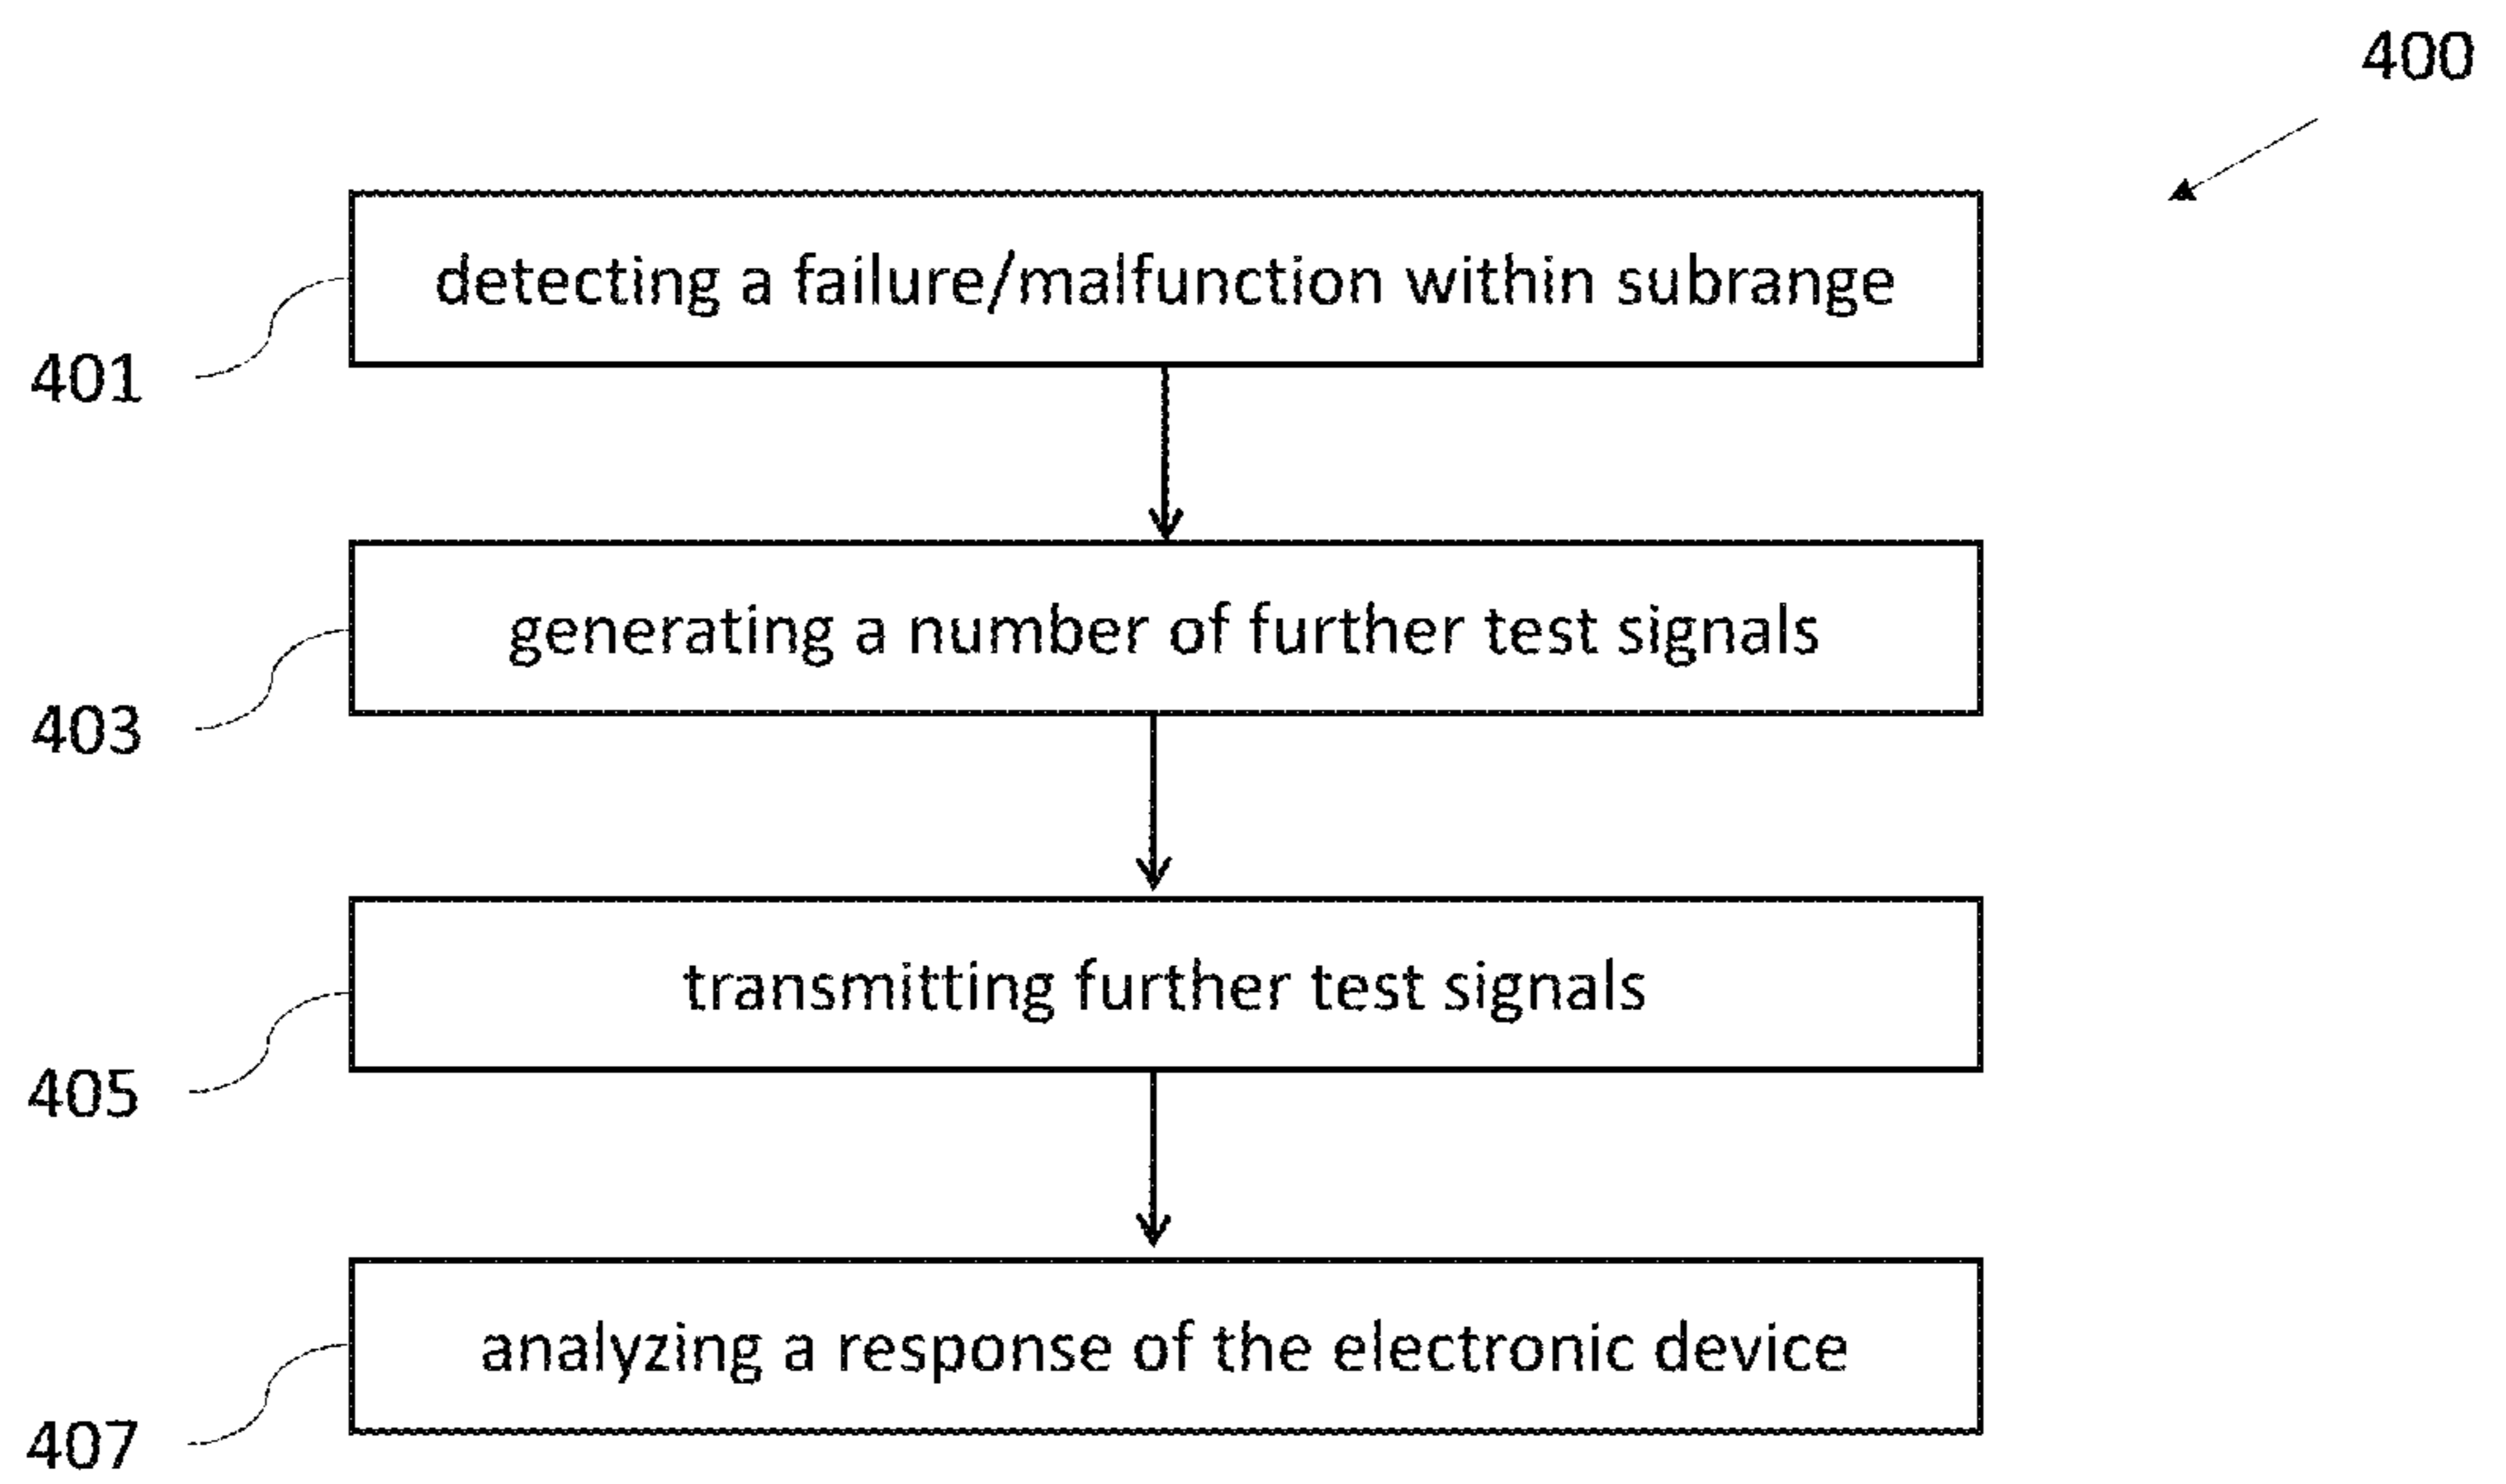 400
detecting a failure/malfunction within subrange
401
generating a number of further test signals
403
transmitting further test signals
405
analyzing a response of the electronic device
407